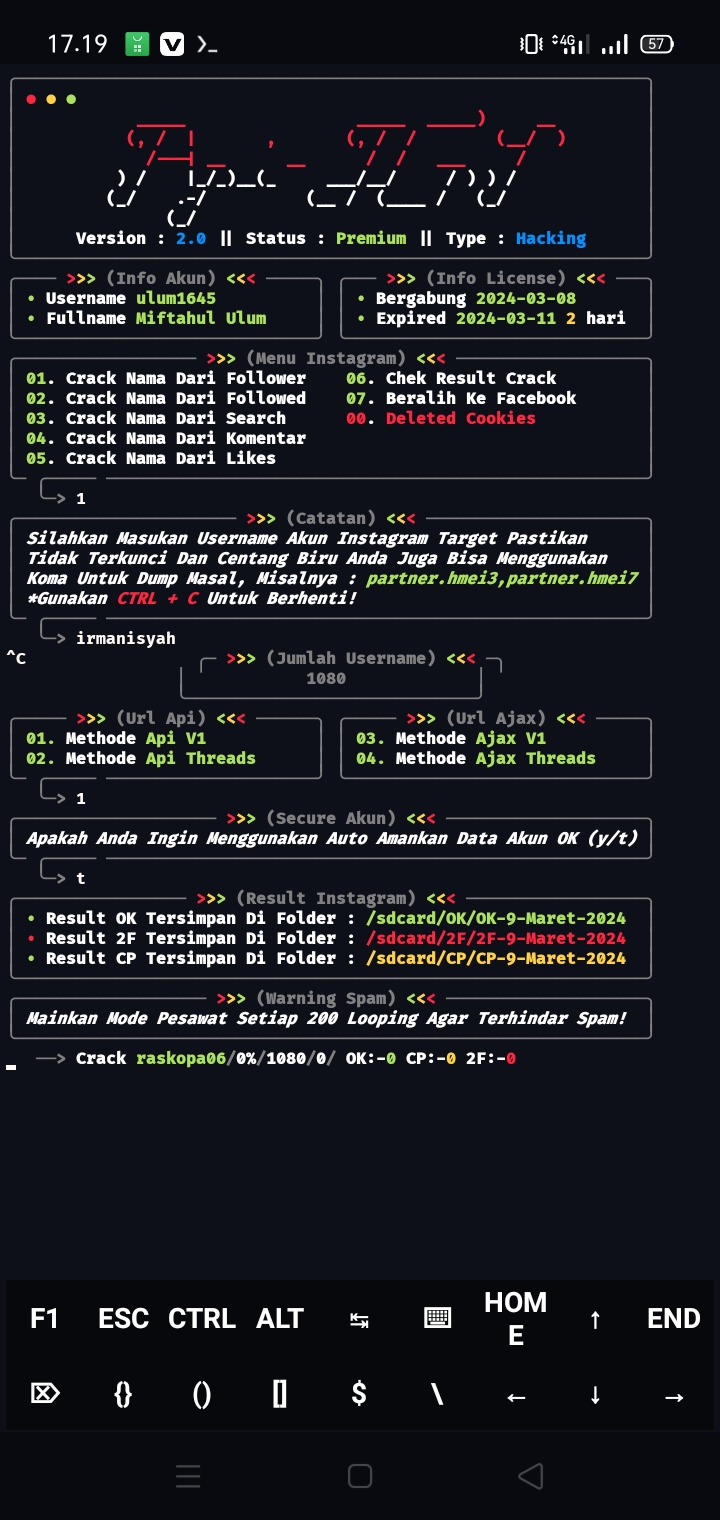 17.19 4G 57
Version : 2.0 || Status : Premium || Type : Hacking
>>> (Info Akun) <<< >>> (Info License) <<<
• Username ulum1645 • Bergabung 2024-03-08
• Fullname Miftahul Ulum • Expired 2024-03-11 2 hari
>>> (Menu Instagram) <<<
01. Crack Nama Dari Follower 06. Chek Result Crack
02. Crack Nama Dari Followed 07. Beralih Ke Facebook
03. Crack Nama Dari Search 00. Deleted Cookies
04. Crack Nama Dari Komentar
05. Crack Nama Dari Likes
> 1
>>> (Catatan) <<<
Silahkan Masukan Username Akun Instagram Target Pastikan
Tidak Terkunci Dan Centang Biru Anda Juga Bisa Menggunakan
Koma Untuk Dump Masal, Misalnya : partner.hmei3,partner.hmei7
*Gunakan CTRL + C Untuk Berhenti!
> irmanisyah
^C >>> (Jumlah Username) <<<
1080
>>> (Url Api) <<< >>> (Url Ajax) <<<
01. Methode Api V1 03. Methode Ajax V1
02. Methode Api Threads 04. Methode Ajax Threads
> 1
>>> (Secure Akun) <<<
Apakah Anda Ingin Menggunakan Auto Amankan Data Akun OK (y/t)
> t
>>> (Result Instagram) <<<
• Result OK Tersimpan Di Folder : /sdcard/OK/OK-9-Maret-2024
• Result 2F Tersimpan Di Folder : /sdcard/2F/2F-9-Maret-2024
• Result CP Tersimpan Di Folder : /sdcard/CP/CP-9-Maret-2024
>>> (Warning Spam) <<<
Mainkan Mode Pesawat Setiap 200 Looping Agar Terhindar Spam!
──> Crack raskopa06/0%/1080/0/ OK:-0 CP:-0 2F:-0
F1 ESC CTRL ALT ↹ ⌨ HOME ↑ END
⌦ {} () [] $ \ ← ↓ →